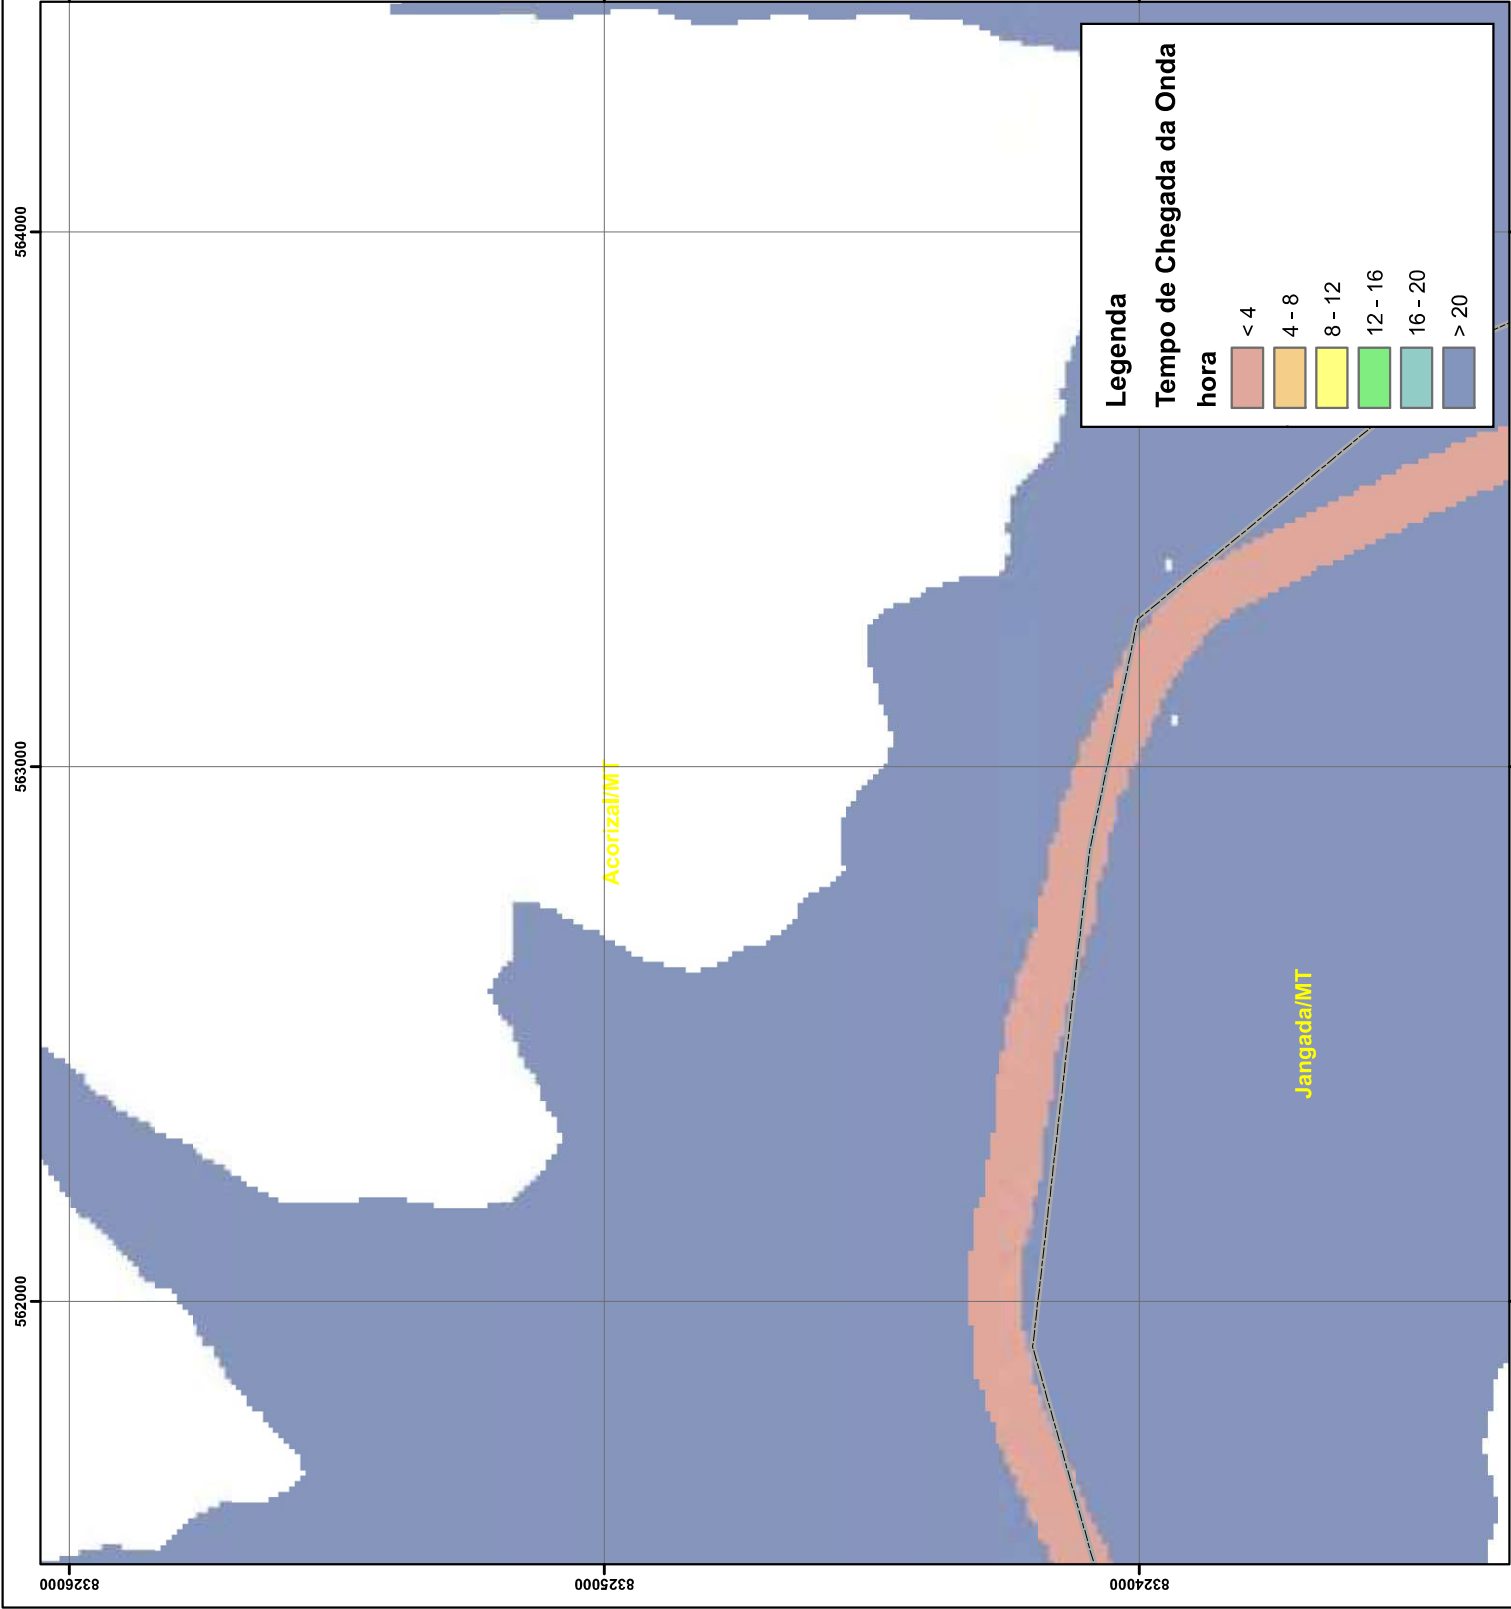 562000
563000
564000
8326000
8325000
8324000
Acorizal/MT
Jangada/MT
Legenda
Tempo de Chegada da Onda
hora
< 4
4 - 8
8 - 12
12 - 16
16 - 20
> 20